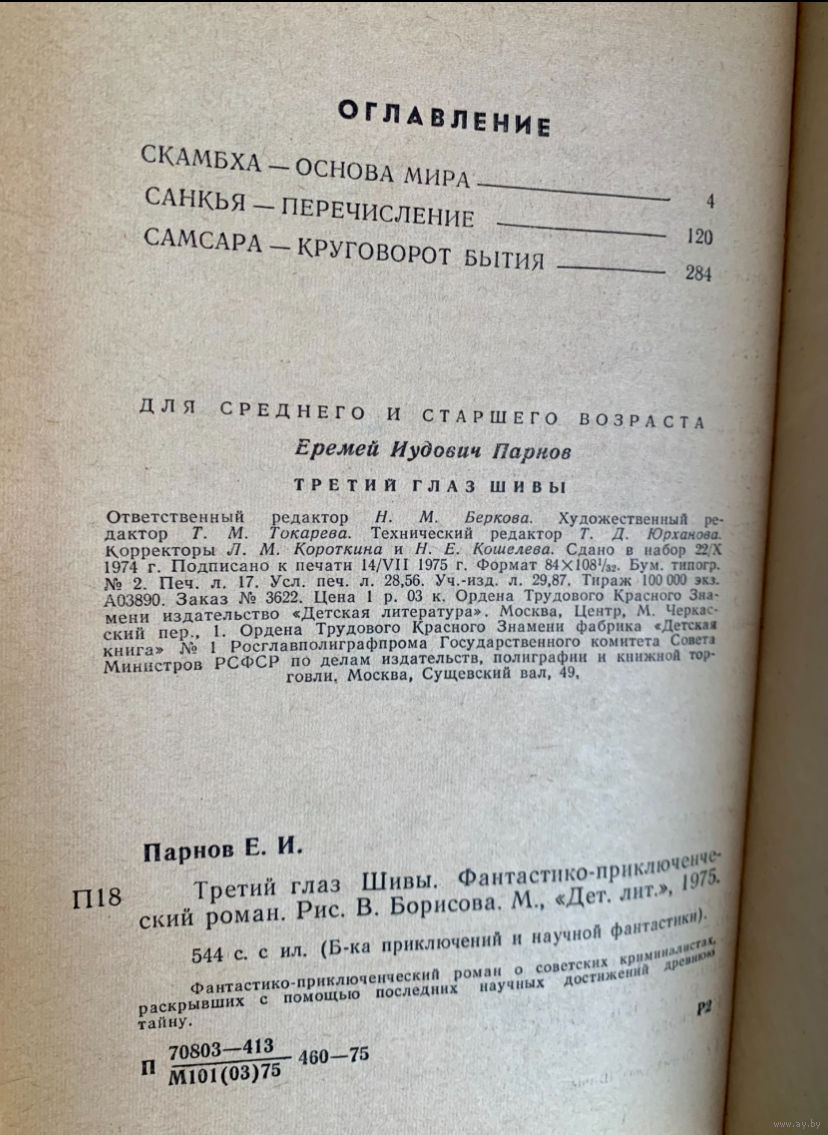 ОГЛАВЛЕНИЕ
СКАМБХА — ОСНОВА МИРА 4
САНКЬЯ — ПЕРЕЧИСЛЕНИЕ 120
САМСАРА — КРУГОВОРОТ БЫТИЯ 284
ДЛЯ СРЕДНЕГО И СТАРШЕГО ВОЗРАСТА
Еремей Иудович Парнов
ТРЕТИЙ ГЛАЗ ШИВЫ
Ответственный редактор Н. М. Беркова. Художественный ре-
дактор Т. М. Токарева. Технический редактор Т. Д. Юрханова.
Корректоры Л. М. Короткина и Н. Е. Кошелева. Сдано в набор 22/X
1974 г. Подписано к печати 14/VII 1975 г. Формат 84×108¹/₃₂. Бум. типогр.
№ 2. Печ. л. 17. Усл. печ. л. 28,56. Уч.-изд. л. 29,87. Тираж 100 000 экз.
А03890. Заказ № 3622. Цена 1 р. 03 к. Ордена Трудового Красного Зна-
мени издательство «Детская литература». Москва, Центр, М. Черкас-
ский пер., 1. Ордена Трудового Красного Знамени фабрика «Детская
книга» № 1 Росглавполиграфпрома Государственного комитета Совета
Министров РСФСР по делам издательств, полиграфии и книжной тор-
говли, Москва, Сущевский вал, 49,
Парнов Е. И.
П18 Третий глаз Шивы. Фантастико-приключенче-
ский роман. Рис. В. Борисова. М., «Дет. лит.», 1975.
544 с. с ил. (Б-ка приключений и научной фантастики).
Фантастико-приключенческий роман о советских криминалистах,
раскрывших с помощью последних научных достижений древнюю
тайну.
Р2
П 70803—413
М101(03)75 460—75
www.ay.by